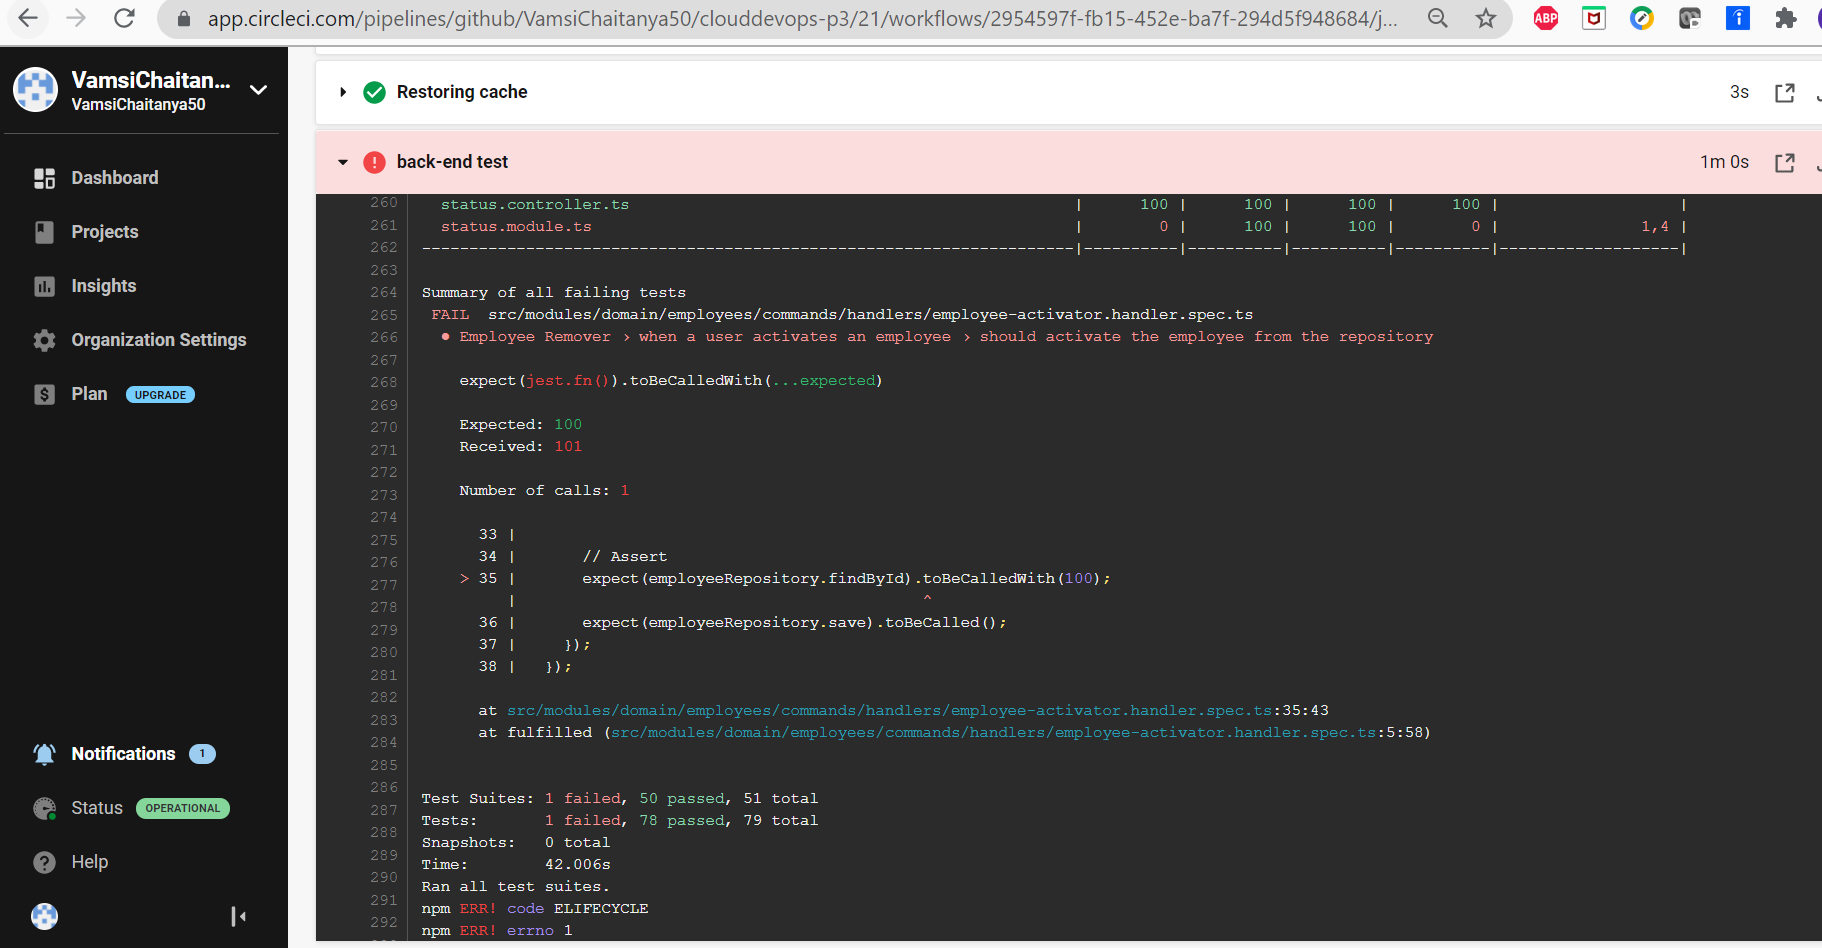 app.circleci.com/pipelines/github/VamsiChaitanya50/clouddevops-p3/21/workflows/2954597f-fb15-452e-ba7f-294d5f948684/j...
ABP
VamsiChaitan...
VamsiChaitanya50
Dashboard
Projects
Insights
Organization Settings
Plan UPGRADE
Notifications 1
Status OPERATIONAL
Help
Restoring cache 3s
back-end test 1m 0s
260 status.controller.ts | 100 | 100 | 100 | 100 | |
261 status.module.ts | 0 | 100 | 100 | 0 | 1,4 |
262 ---------------------------------------------------------------------|----------|----------|----------|----------|-------------------|
263
264 Summary of all failing tests
265 FAIL src/modules/domain/employees/commands/handlers/employee-activator.handler.spec.ts
266 ● Employee Remover › when a user activates an employee › should activate the employee from the repository
267
268 expect(jest.fn()).toBeCalledWith(...expected)
269
270 Expected: 100
271 Received: 101
272
273 Number of calls: 1
274
275 33 |
276 34 | // Assert
277 > 35 | expect(employeeRepository.findById).toBeCalledWith(100);
278 | ^
279 36 | expect(employeeRepository.save).toBeCalled();
280 37 | });
281 38 | });
282
283 at src/modules/domain/employees/commands/handlers/employee-activator.handler.spec.ts:35:43
284 at fulfilled (src/modules/domain/employees/commands/handlers/employee-activator.handler.spec.ts:5:58)
285
286
287 Test Suites: 1 failed, 50 passed, 51 total
288 Tests: 1 failed, 78 passed, 79 total
289 Snapshots: 0 total
290 Time: 42.006s
291 Ran all test suites.
292 npm ERR! code ELIFECYCLE
npm ERR! errno 1